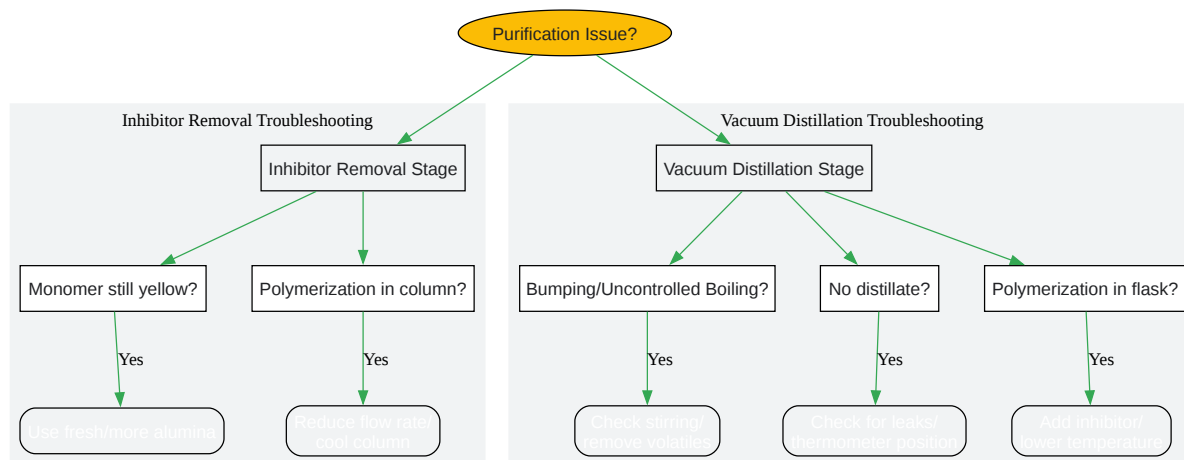 Purification Issue?
Inhibitor Removal Troubleshooting
Vacuum Distillation Troubleshooting
Inhibitor Removal Stage
Vacuum Distillation Stage
Monomer still yellow?
Polymerization in column?
Bumping/Uncontrolled Boiling?
No distillate?
Polymerization in flask?
Yes
Yes
Yes
Yes
Yes
Use fresh/more alumina
Reduce flow rate/
cool column
Check stirring/
remove volatiles
Check for leaks/
thermometer position
Add inhibitor/
lower temperature